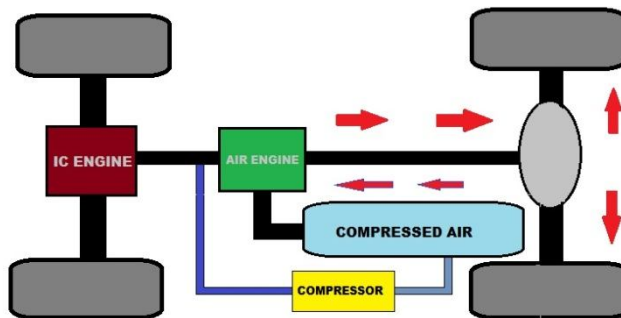 IC ENGINE
AIR ENGINE
COMPRESSED AIR
COMPRESSOR